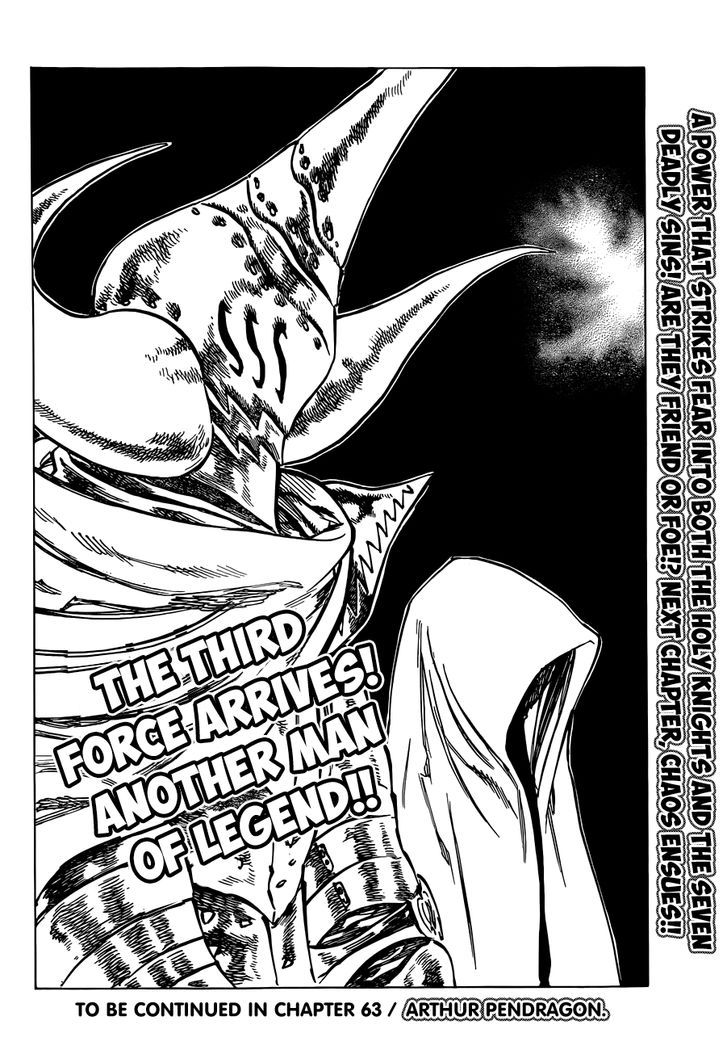 A POWER THAT STRIKES FEAR INTO BOTH THE HOLY KNIGHTS AND THE SEVEN
DEADLY SINS! ARE THEY FRIEND OR FOE!? NEXT CHAPTER, CHAOS ENSUES!!
THE THIRD
FORCE ARRIVES!
ANOTHER MAN
OF LEGEND!!
TO BE CONTINUED IN CHAPTER 63 / ARTHUR PENDRAGON.